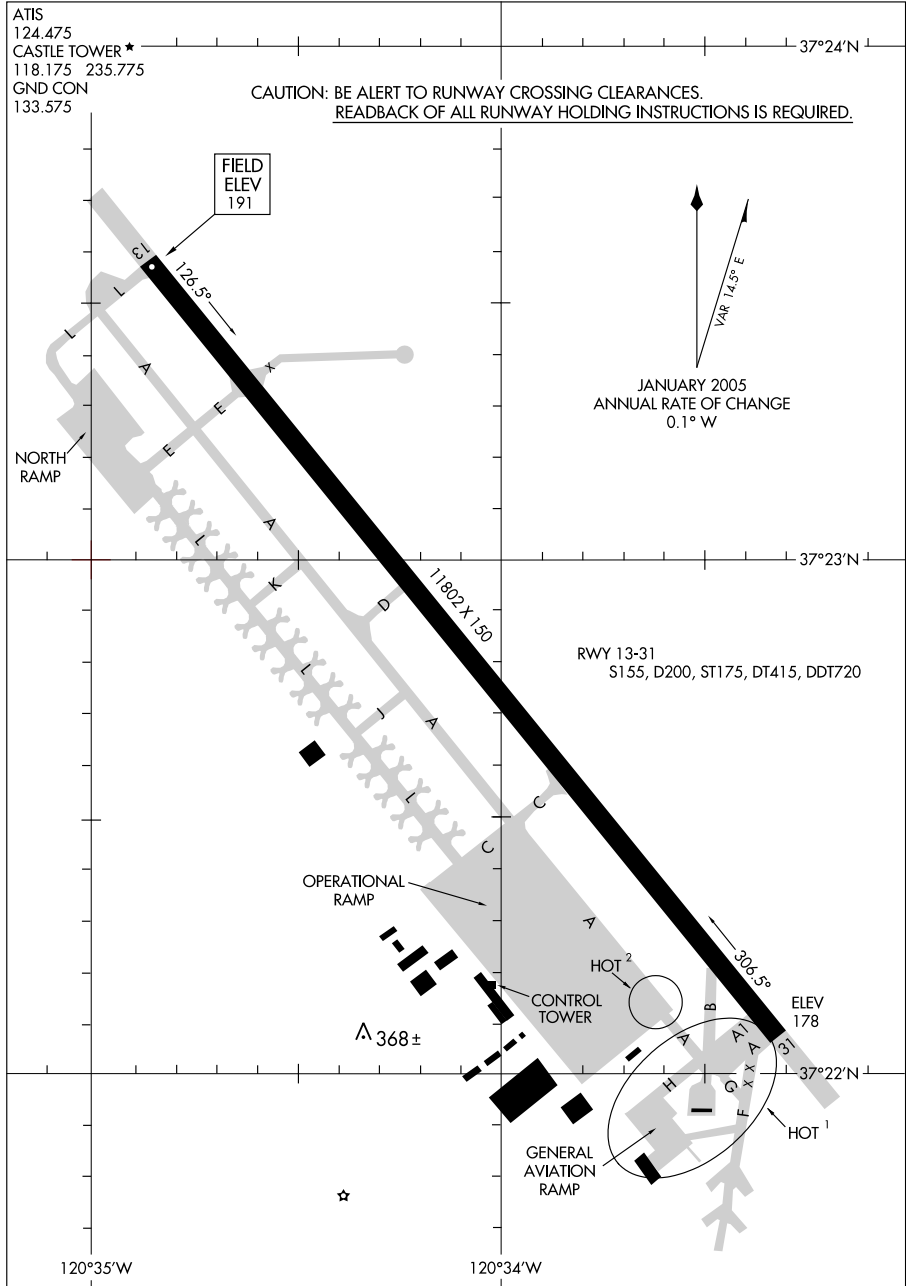 ATIS
124.475
CASTLE TOWER
118.175 235.775
GND CON
133.575
37°24'N
CAUTION: BE ALERT TO RUNWAY CROSSING CLEARANCES.
READBACK OF ALL RUNWAY HOLDING INSTRUCTIONS IS REQUIRED.
FIELD
ELEV
191
13
126.5°
VAR 14.5° E
JANUARY 2005
ANNUAL RATE OF CHANGE
0.1° W
L
L
A
X
E
E
NORTH
RAMP
A
L
K
D
37°23'N
11802 X 150
RWY 13-31
S155, D200, ST175, DT415, DDT720
L
J
A
L
C
C
OPERATIONAL
RAMP
A
HOT 2
306.5°
CONTROL
TOWER
B
ELEV
178
368±
A
A1
A
31
37°22'N
H
G
X X
F
HOT 1
GENERAL
AVIATION
RAMP
120°35'W
120°34'W